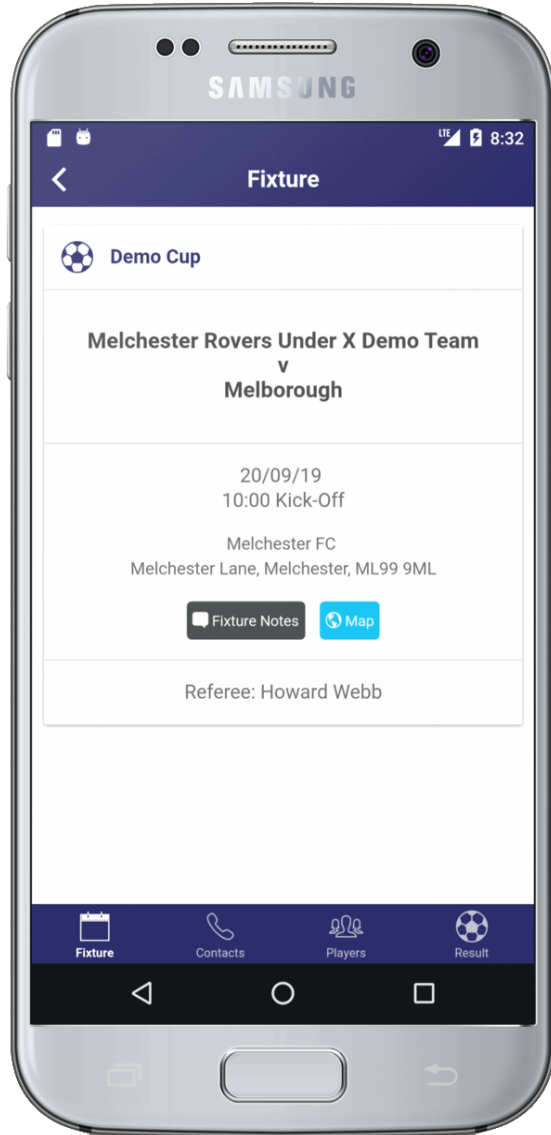 SAMSUNG
LTE 8:32
Fixture
Demo Cup
Melchester Rovers Under X Demo Team
v
Melborough
20/09/19
10:00 Kick-Off
Melchester FC
Melchester Lane, Melchester, ML99 9ML
Fixture Notes Map
Referee: Howard Webb
Fixture Contacts Players Result